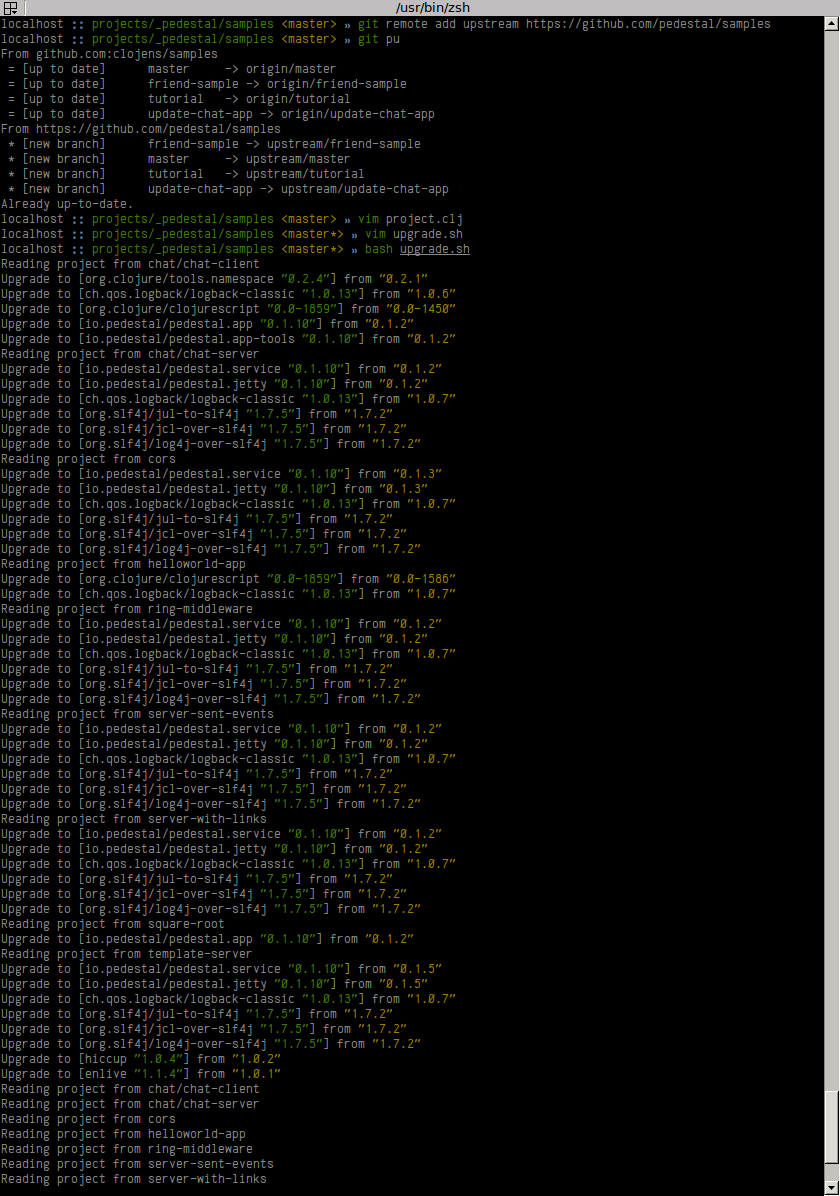 /usr/bin/zsh
localhost :: projects/_pedestal/samples <master> » git remote add upstream https://github.com/pedestal/samples
localhost :: projects/_pedestal/samples <master> » git pu
From github.com:clojens/samples
 = [up to date]      master     -> origin/master
 = [up to date]      friend-sample -> origin/friend-sample
 = [up to date]      tutorial   -> origin/tutorial
 = [up to date]      update-chat-app -> origin/update-chat-app
From https://github.com/pedestal/samples
 * [new branch]      friend-sample -> upstream/friend-sample
 * [new branch]      master     -> upstream/master
 * [new branch]      tutorial   -> upstream/tutorial
 * [new branch]      update-chat-app -> upstream/update-chat-app
Already up-to-date.
localhost :: projects/_pedestal/samples <master> » vim project.clj
localhost :: projects/_pedestal/samples <master*> » vim upgrade.sh
localhost :: projects/_pedestal/samples <master*> » bash upgrade.sh
Reading project from chat/chat-client
Upgrade to [org.clojure/tools.namespace "0.2.4"] from "0.2.1"
Upgrade to [ch.qos.logback/logback-classic "1.0.13"] from "1.0.6"
Upgrade to [org.clojure/clojurescript "0.0-1859"] from "0.0-1450"
Upgrade to [io.pedestal/pedestal.app "0.1.10"] from "0.1.2"
Upgrade to [io.pedestal/pedestal.app-tools "0.1.10"] from "0.1.2"
Reading project from chat/chat-server
Upgrade to [io.pedestal/pedestal.service "0.1.10"] from "0.1.2"
Upgrade to [io.pedestal/pedestal.jetty "0.1.10"] from "0.1.2"
Upgrade to [ch.qos.logback/logback-classic "1.0.13"] from "1.0.7"
Upgrade to [org.slf4j/jul-to-slf4j "1.7.5"] from "1.7.2"
Upgrade to [org.slf4j/jcl-over-slf4j "1.7.5"] from "1.7.2"
Upgrade to [org.slf4j/log4j-over-slf4j "1.7.5"] from "1.7.2"
Reading project from cors
Upgrade to [io.pedestal/pedestal.service "0.1.10"] from "0.1.3"
Upgrade to [io.pedestal/pedestal.jetty "0.1.10"] from "0.1.3"
Upgrade to [ch.qos.logback/logback-classic "1.0.13"] from "1.0.7"
Upgrade to [org.slf4j/jul-to-slf4j "1.7.5"] from "1.7.2"
Upgrade to [org.slf4j/jcl-over-slf4j "1.7.5"] from "1.7.2"
Upgrade to [org.slf4j/log4j-over-slf4j "1.7.5"] from "1.7.2"
Reading project from helloworld-app
Upgrade to [org.clojure/clojurescript "0.0-1859"] from "0.0-1586"
Upgrade to [ch.qos.logback/logback-classic "1.0.13"] from "1.0.7"
Reading project from ring-middleware
Upgrade to [io.pedestal/pedestal.service "0.1.10"] from "0.1.2"
Upgrade to [io.pedestal/pedestal.jetty "0.1.10"] from "0.1.2"
Upgrade to [ch.qos.logback/logback-classic "1.0.13"] from "1.0.7"
Upgrade to [org.slf4j/jul-to-slf4j "1.7.5"] from "1.7.2"
Upgrade to [org.slf4j/jcl-over-slf4j "1.7.5"] from "1.7.2"
Upgrade to [org.slf4j/log4j-over-slf4j "1.7.5"] from "1.7.2"
Reading project from server-sent-events
Upgrade to [io.pedestal/pedestal.service "0.1.10"] from "0.1.2"
Upgrade to [io.pedestal/pedestal.jetty "0.1.10"] from "0.1.2"
Upgrade to [ch.qos.logback/logback-classic "1.0.13"] from "1.0.7"
Upgrade to [org.slf4j/jul-to-slf4j "1.7.5"] from "1.7.2"
Upgrade to [org.slf4j/jcl-over-slf4j "1.7.5"] from "1.7.2"
Upgrade to [org.slf4j/log4j-over-slf4j "1.7.5"] from "1.7.2"
Reading project from server-with-links
Upgrade to [io.pedestal/pedestal.service "0.1.10"] from "0.1.2"
Upgrade to [io.pedestal/pedestal.jetty "0.1.10"] from "0.1.2"
Upgrade to [ch.qos.logback/logback-classic "1.0.13"] from "1.0.7"
Upgrade to [org.slf4j/jul-to-slf4j "1.7.5"] from "1.7.2"
Upgrade to [org.slf4j/jcl-over-slf4j "1.7.5"] from "1.7.2"
Upgrade to [org.slf4j/log4j-over-slf4j "1.7.5"] from "1.7.2"
Reading project from square-root
Upgrade to [io.pedestal/pedestal.app "0.1.10"] from "0.1.2"
Reading project from template-server
Upgrade to [io.pedestal/pedestal.service "0.1.10"] from "0.1.5"
Upgrade to [io.pedestal/pedestal.jetty "0.1.10"] from "0.1.5"
Upgrade to [ch.qos.logback/logback-classic "1.0.13"] from "1.0.7"
Upgrade to [org.slf4j/jul-to-slf4j "1.7.5"] from "1.7.2"
Upgrade to [org.slf4j/jcl-over-slf4j "1.7.5"] from "1.7.2"
Upgrade to [org.slf4j/log4j-over-slf4j "1.7.5"] from "1.7.2"
Upgrade to [hiccup "1.0.4"] from "1.0.2"
Upgrade to [enlive "1.1.4"] from "1.0.1"
Reading project from chat/chat-client
Reading project from chat/chat-server
Reading project from cors
Reading project from helloworld-app
Reading project from ring-middleware
Reading project from server-sent-events
Reading project from server-with-links